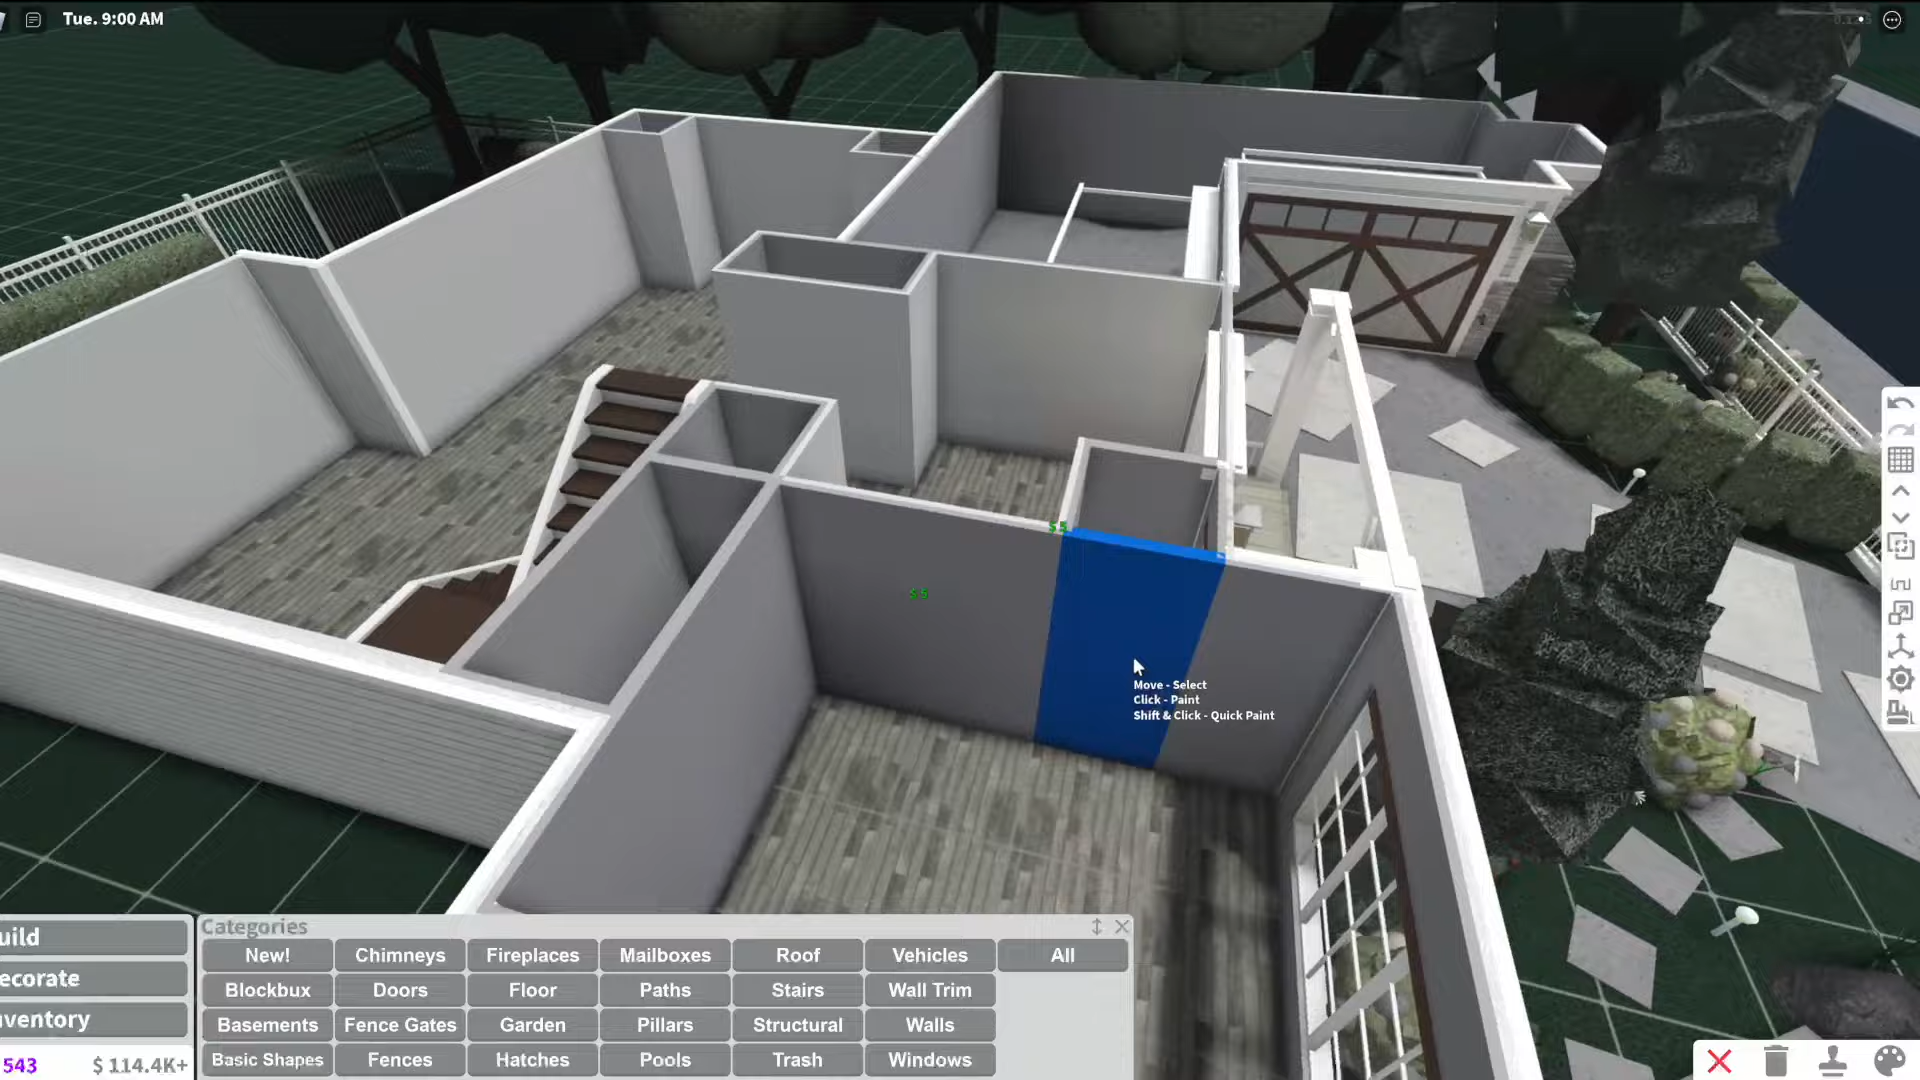 Tue. 9:00 AM
$ 5
$ 5
Move - Select
Click - Paint
Shift & Click - Quick Paint
uild
ecorate
nventory
543
$ 114.4K+
Categories
New!
Chimneys
Fireplaces
Mailboxes
Roof
Vehicles
All
Blockbux
Doors
Floor
Paths
Stairs
Wall Trim
Basements
Fence Gates
Garden
Pillars
Structural
Walls
Basic Shapes
Fences
Hatches
Pools
Trash
Windows